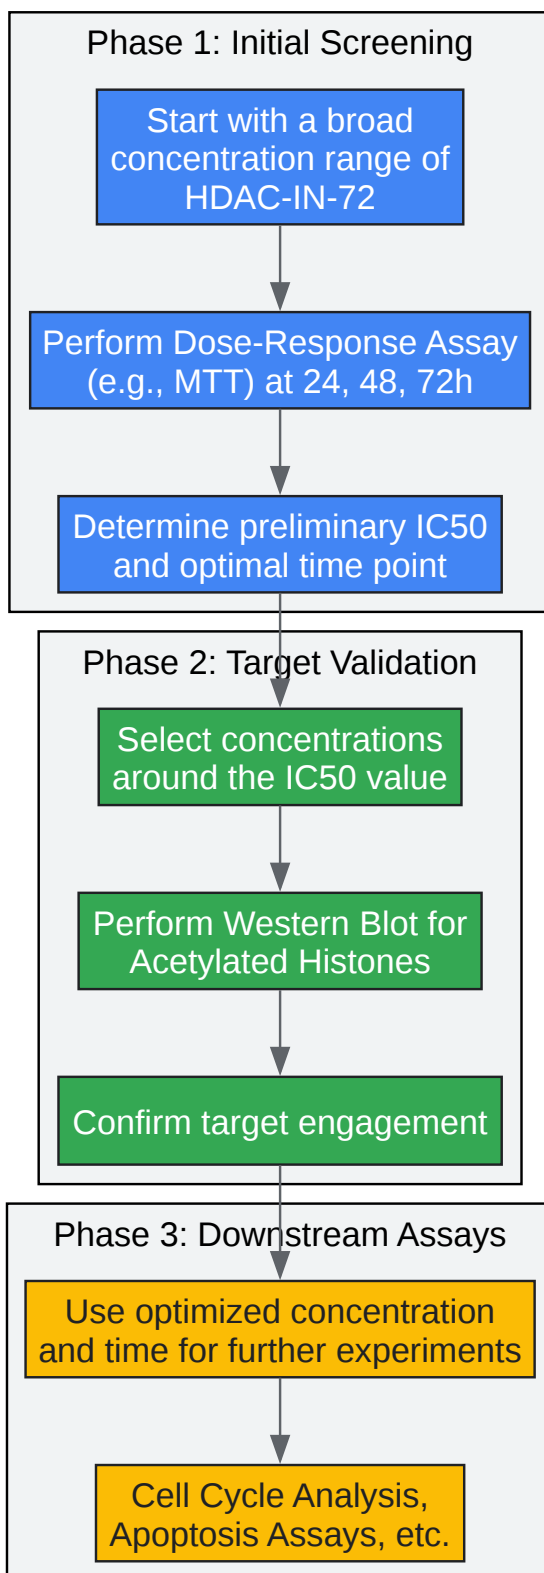 Phase 1: Initial Screening
Start with a broad
concentration range of
HDAC-IN-72
Perform Dose-Response Assay
(e.g., MTT) at 24, 48, 72h
Determine preliminary IC50
and optimal time point
Phase 2: Target Validation
Select concentrations
around the IC50 value
Perform Western Blot for
Acetylated Histones
Confirm target engagement
Phase 3: Downstream Assays
Use optimized concentration
and time for further experiments
Cell Cycle Analysis,
Apoptosis Assays, etc.